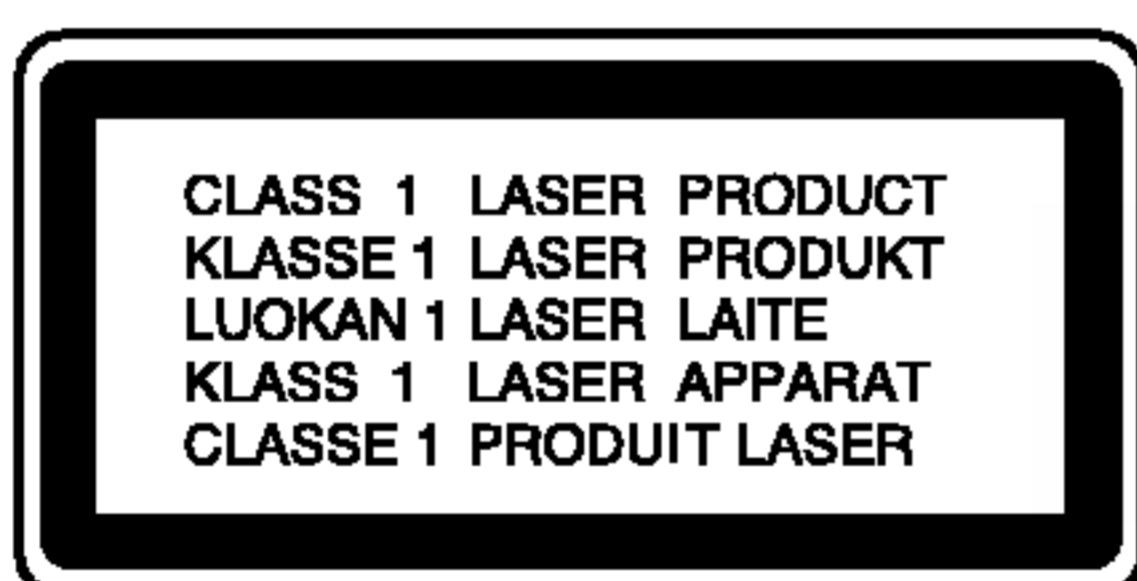 CLASS 1 LASER PRODUCT
KLASSE 1 LASER PRODUKT
LUOKAN 1 LASER LAITE
KLASS 1 LASER APPARAT
CLASSE 1 PRODUIT LASER